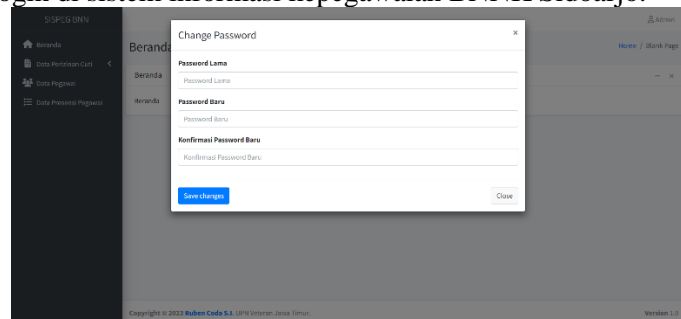 login di sistem informasi kepegawaian BNNK Sidoarjo.
SISPEG BNN
Admin
Beranda
Data Perizinan Cuti
Data Pegawai
Data Presensi Pegawai
Beranda
Home / Blank Page
Beranda
Beranda
Change Password
×
Password Lama
Password Lama
Password Baru
Password Baru
Konfirmasi Password Baru
Konfirmasi Password Baru
Save changes
Close
Copyright © 2022 Ruben Cada S.J. UPN Veteran Jawa Timur.
Version 1.0